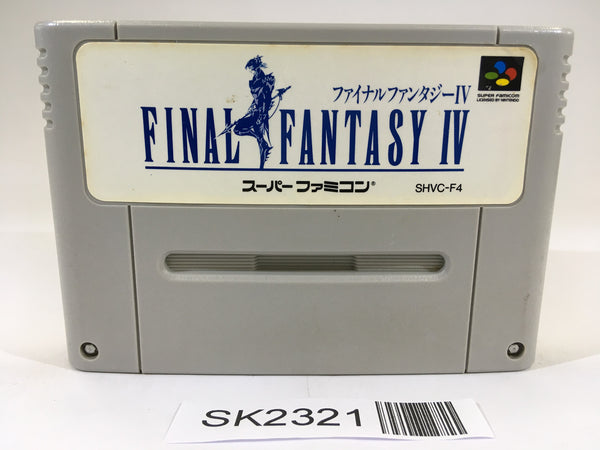 ファイナルファンタジーIV
FINAL FANTASY IV
スーパーファミコン®
SHVC-F4
SUPER FAMICOM
LICENSED BY NINTENDO
SK2321